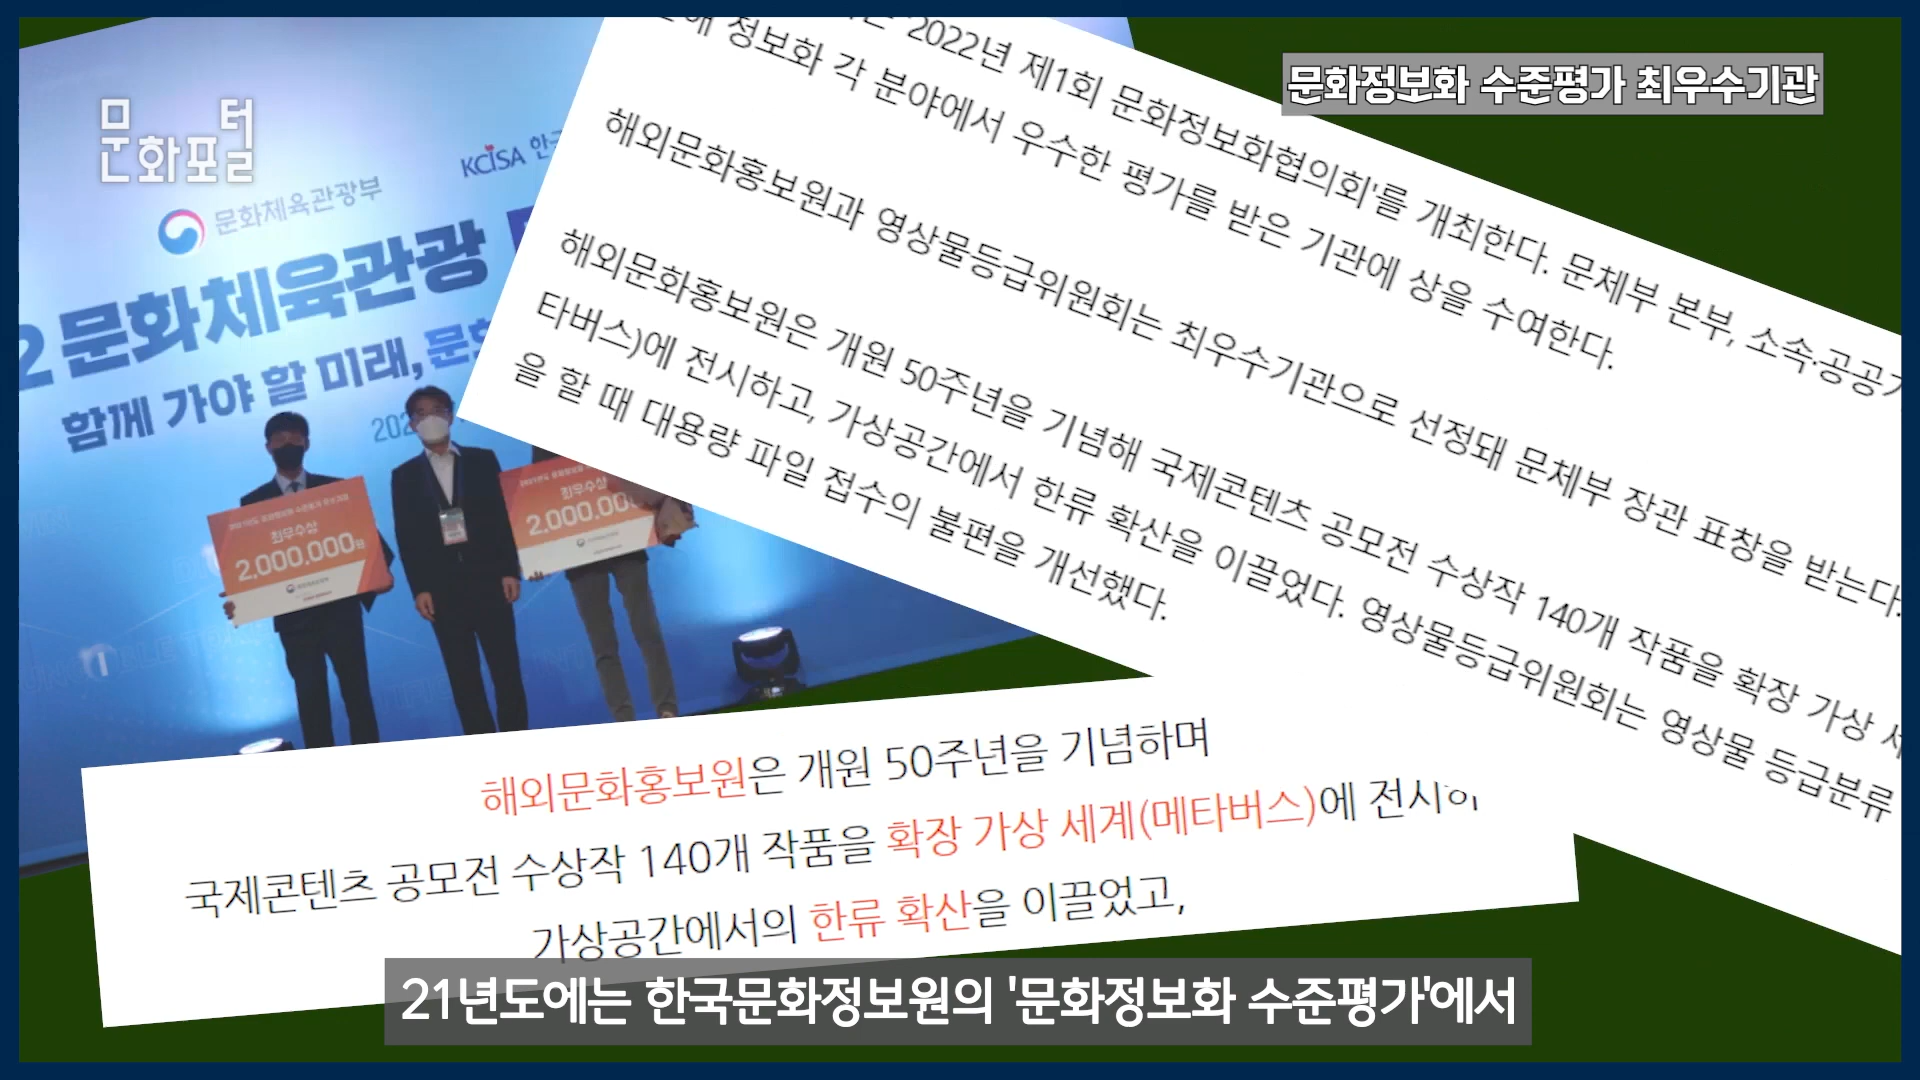 문화포털
문화정보화 수준평가 최우수기관
문화체육관광부
KCISA
2 문화체육관광
함께 가야 할 미래,
최우수상
2,000,000원
최우수상
2022년 제1회 문화정보화협의회'를 개최한다. 문체부 본부, 소속·공공
정보화 각 분야에서 우수한 평가를 받은 기관에 상을 수여한다.
해외문화홍보원과 영상물등급위원회는 최우수기관으로 선정돼 문체부 장관 표창을 받는다.
해외문화홍보원은 개원 50주년을 기념해 국제콘텐츠 공모전 수상작 140개 작품을 확장 가상
타버스)에 전시하고, 가상공간에서 한류 확산을 이끌었다. 영상물등급위원회는 영상물 등급분류
을 할 때 대용량 파일 접수의 불편을 개선했다.
해외문화홍보원은 개원 50주년을 기념하며
국제콘텐츠 공모전 수상작 140개 작품을 확장 가상 세계(메타버스)에
가상공간에서의 한류 확산을 이끌었고,
21년도에는 한국문화정보원의 '문화정보화 수준평가'에서